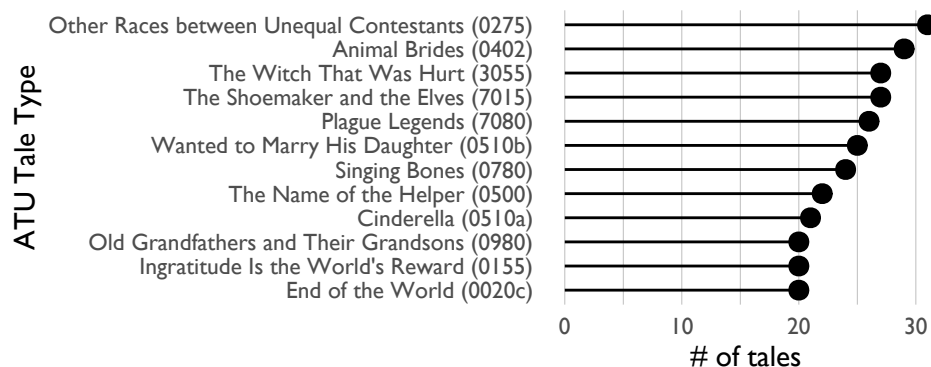 Other Races between Unequal Contestants (0275)
Animal Brides (0402)
The Witch That Was Hurt (3055)
The Shoemaker and the Elves (7015)
Plague Legends (7080)
Wanted to Marry His Daughter (0510b)
Singing Bones (0780)
The Name of the Helper (0500)
Cinderella (0510a)
Old Grandfathers and Their Grandsons (0980)
Ingratitude Is the World's Reward (0155)
End of the World (0020c)
ATU Tale Type
0 10 20 30
# of tales